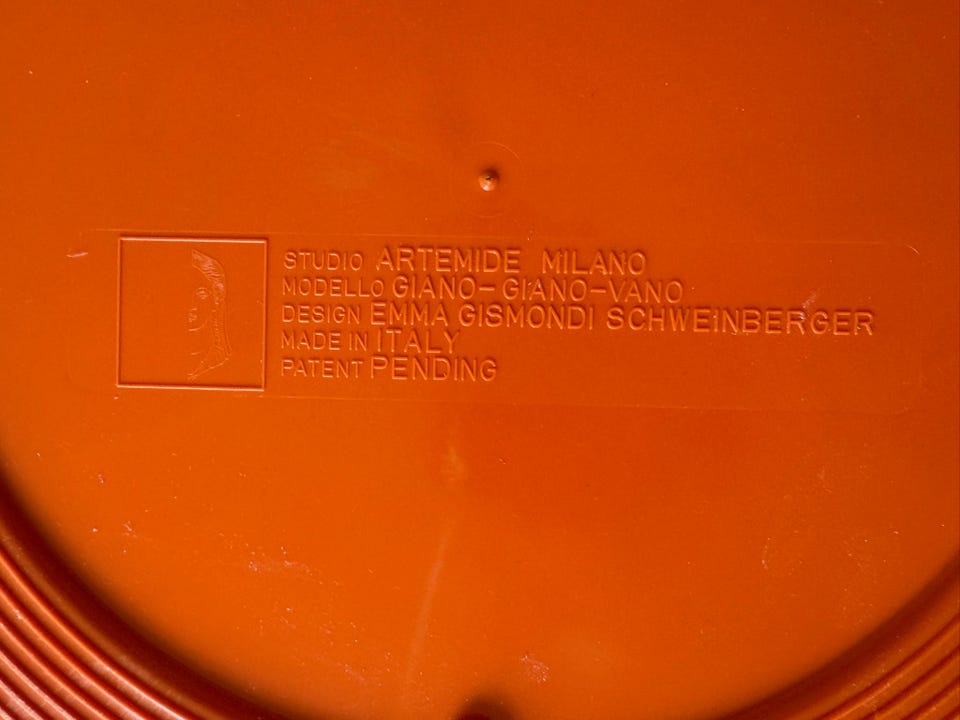 STUDIO ARTEMIDE MILANO
MODELLO GIANO-GIANO-VANO
DESIGN EMMA GISMONDI SCHWEINBERGER
MADE IN ITALY
PATENT PENDING